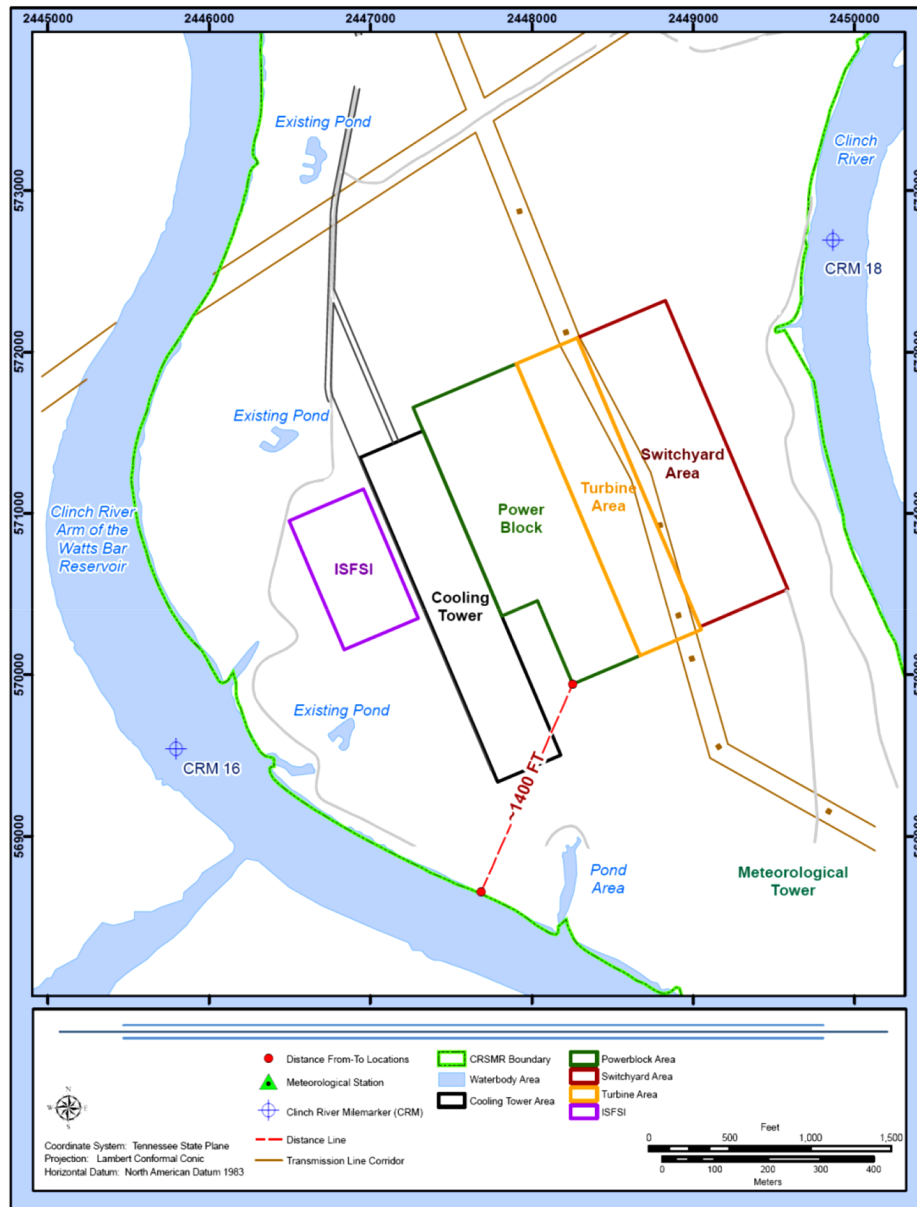 2445000 2446000 2447000 2448000 2449000 2450000
Existing Pond
Clinch
River
573000
573000
CRM 18
572000
Existing Pond
Switchyard
Area
Turbine
Area
571000
Clinch River
Arm of the
Watts Bar
Reservoir
Power
Block
ISFSI
Cooling
Tower
570000
Existing Pond
CRM 16
~1400 FT
569000
Pond
Area
Meteorological
Tower
Distance From-To Locations
Meteorological Station
Clinch River Milemarker (CRM)
Distance Line
Transmission Line Corridor
CRSMR Boundary
Waterbody Area
Cooling Tower Area
Powerblock Area
Switchyard Area
Turbine Area
ISFSI
N
W E
S
Coordinate System: Tennessee State Plane
Projection: Lambert Conformal Conic
Horizontal Datum: North American Datum 1983
Feet
0 500 1,000 1,500
0 100 200 300 400
Meters